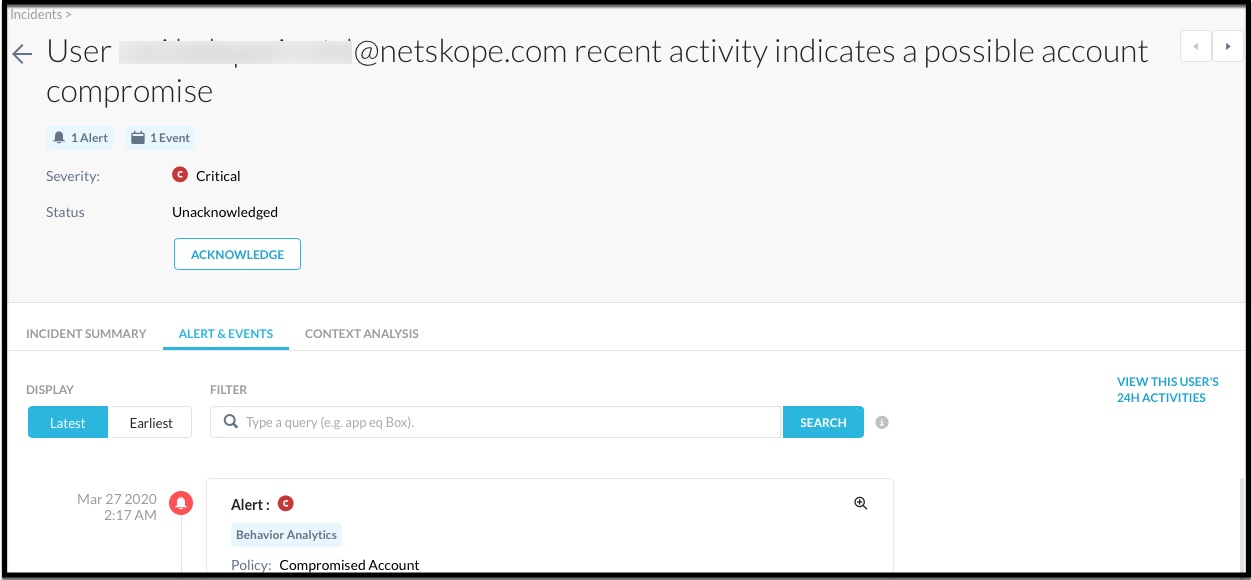 Incidents >
User @netskope.com recent activity indicates a possible account
compromise
1 Alert 1 Event
Severity: C Critical
Status Unacknowledged
ACKNOWLEDGE
INCIDENT SUMMARY ALERT & EVENTS CONTEXT ANALYSIS
DISPLAY FILTER
VIEW THIS USER'S
24H ACTIVITIES
Latest Earliest Type a query (e.g. app eq Box). SEARCH i
Mar 27 2020
2:17 AM
Alert : C
Behavior Analytics
Policy: Compromised Account